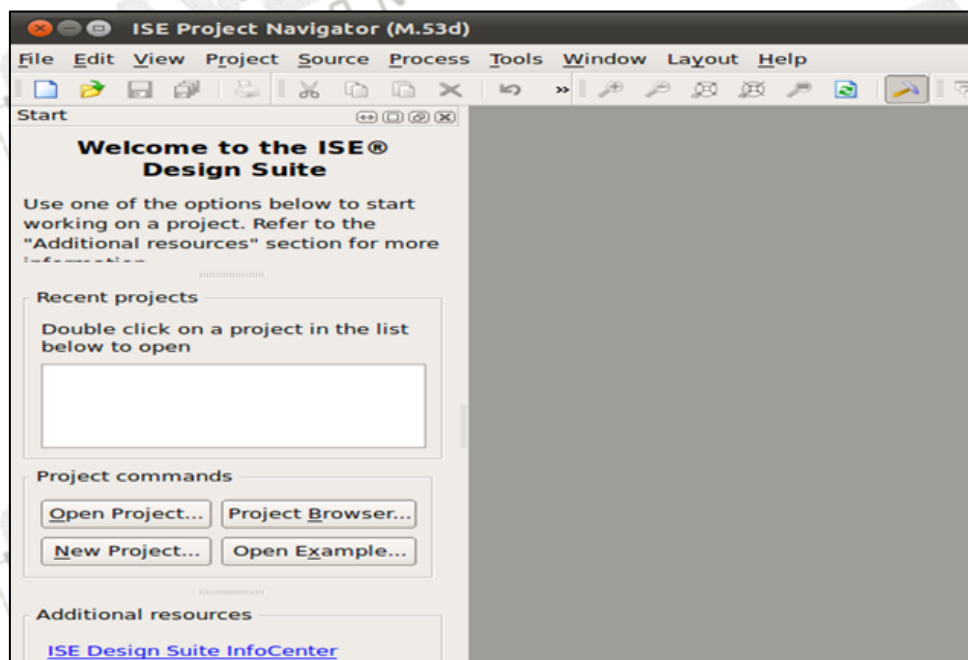 ISE Project Navigator (M.53d)
File Edit View Project Source Process Tools Window Layout Help
Start
Welcome to the ISE®
Design Suite
Use one of the options below to start
working on a project. Refer to the
"Additional resources" section for more
Recent projects
Double click on a project in the list
below to open
Project commands
Open Project... Project Browser...
New Project... Open Example...
Additional resources
ISE Design Suite InfoCenter